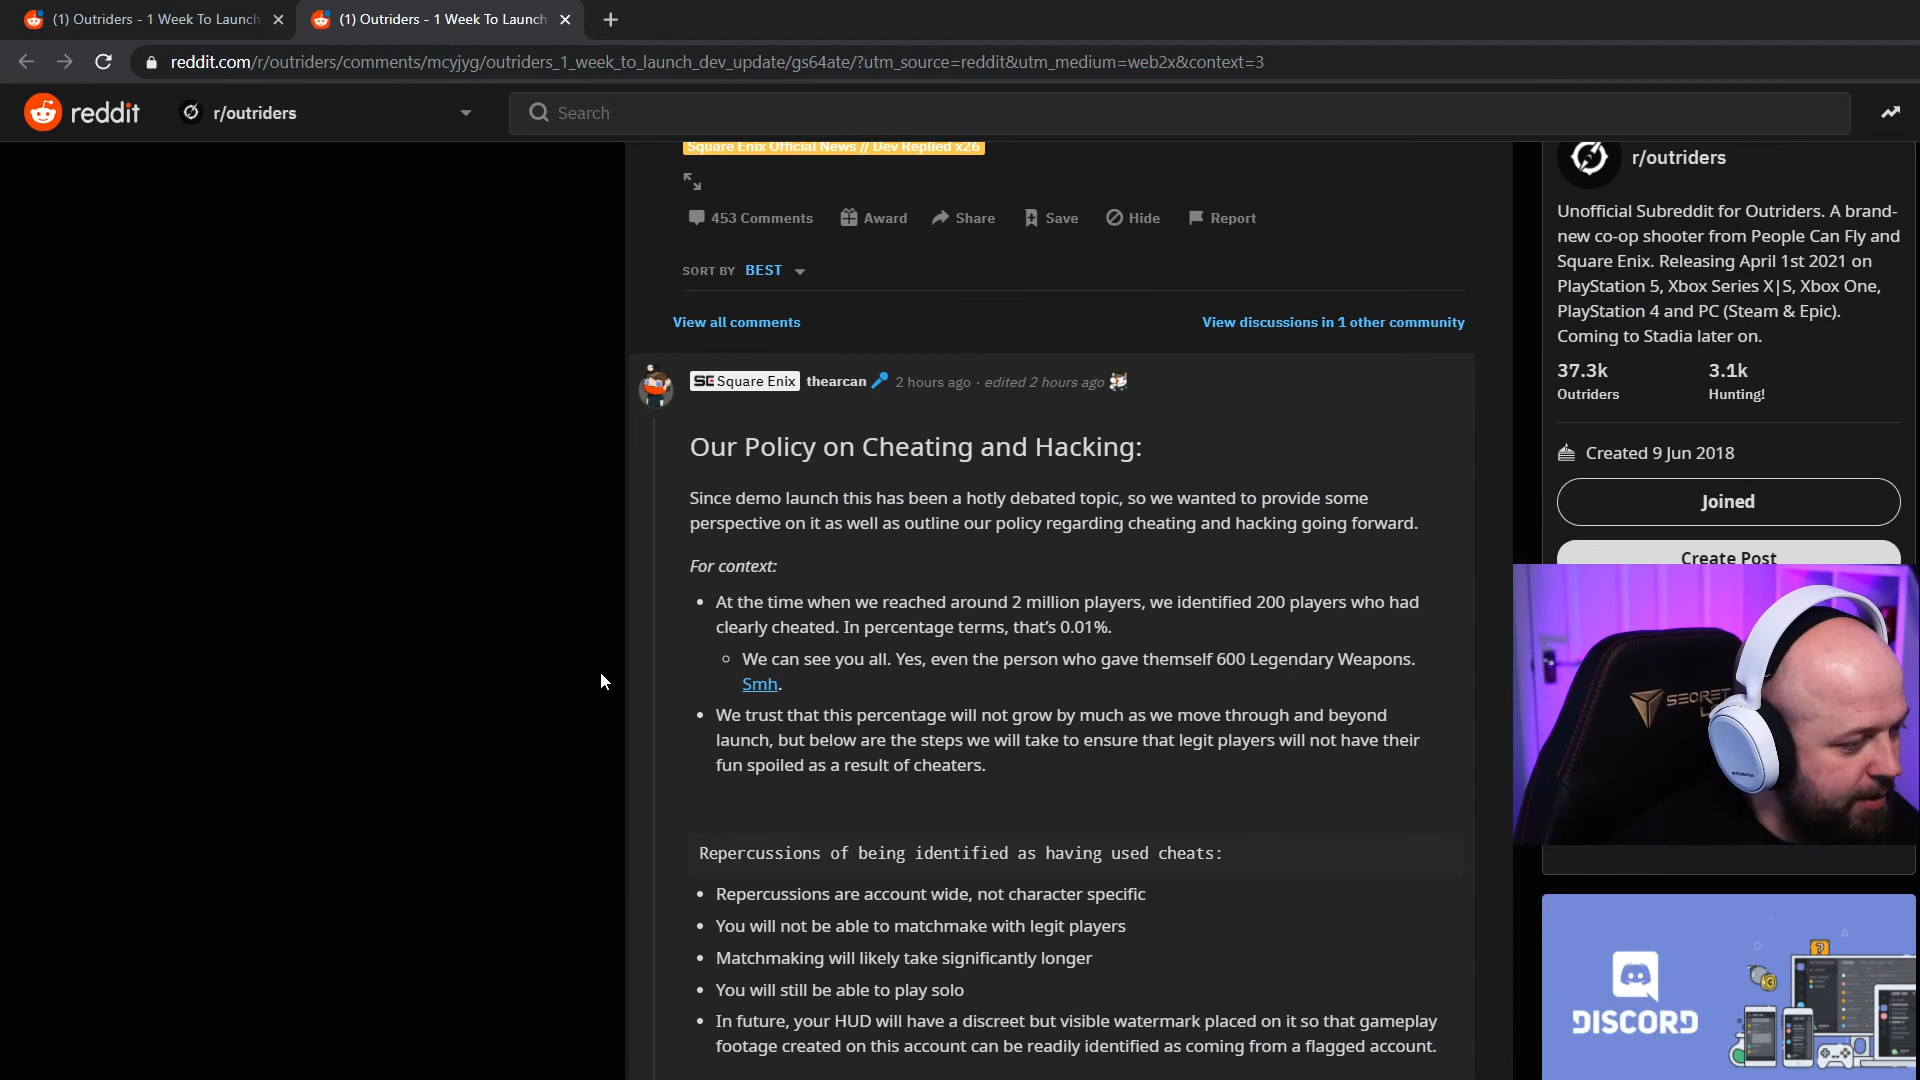 (1) Outriders - 1 Week To Launch
(1) Outriders - 1 Week To Launch
reddit.com/r/outriders/comments/mcyjyg/outriders_1_week_to_launch_dev_update/gs64ate/?utm_source=reddit&utm_medium=web2x&context=3
reddit
r/outriders
Search
Square Enix Official News // Dev Replied x26
453 Comments
Award
Share
Save
Hide
Report
SORT BY BEST
View all comments
View discussions in 1 other community
SE Square Enix thearcan 2 hours ago · edited 2 hours ago
Our Policy on Cheating and Hacking:
Since demo launch this has been a hotly debated topic, so we wanted to provide some
perspective on it as well as outline our policy regarding cheating and hacking going forward.
For context:
• At the time when we reached around 2 million players, we identified 200 players who had
clearly cheated. In percentage terms, that's 0.01%.
◦ We can see you all. Yes, even the person who gave themself 600 Legendary Weapons.
Smh.
• We trust that this percentage will not grow by much as we move through and beyond
launch, but below are the steps we will take to ensure that legit players will not have their
fun spoiled as a result of cheaters.
Repercussions of being identified as having used cheats:
• Repercussions are account wide, not character specific
• You will not be able to matchmake with legit players
• Matchmaking will likely take significantly longer
• You will still be able to play solo
• In future, your HUD will have a discreet but visible watermark placed on it so that gameplay
footage created on this account can be readily identified as coming from a flagged account.
r/outriders
Unofficial Subreddit for Outriders. A brand-
new co-op shooter from People Can Fly and
Square Enix. Releasing April 1st 2021 on
PlayStation 5, Xbox Series X|S, Xbox One,
PlayStation 4 and PC (Steam & Epic).
Coming to Stadia later on.
37.3k
3.1k
Outriders
Hunting!
Created 9 Jun 2018
Joined
Create Post
SECRET
DISCORD